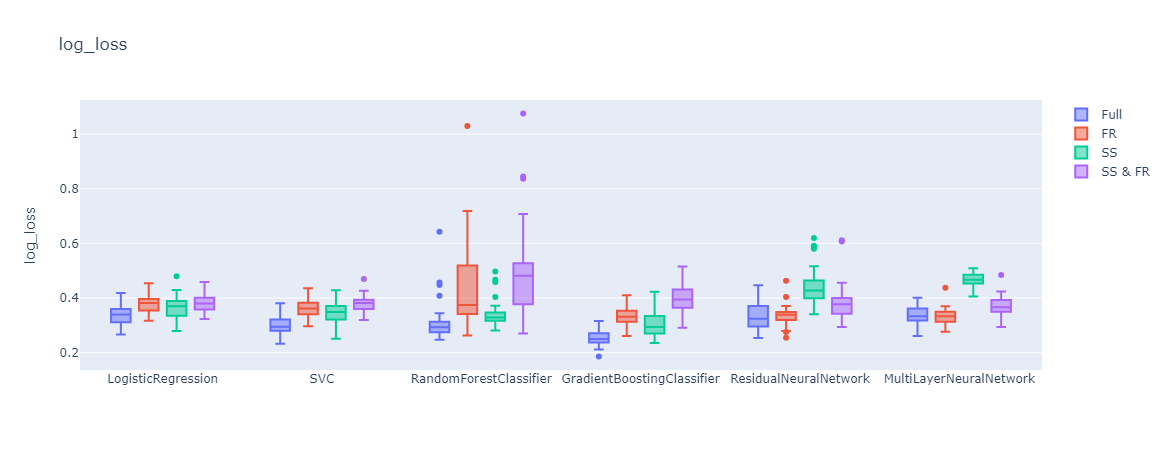 log_loss
Full
FR
SS
SS & FR
log_loss
1
0.8
0.6
0.4
0.2
LogisticRegression
SVC
RandomForestClassifier
GradientBoostingClassifier
ResidualNeuralNetwork
MultiLayerNeuralNetwork